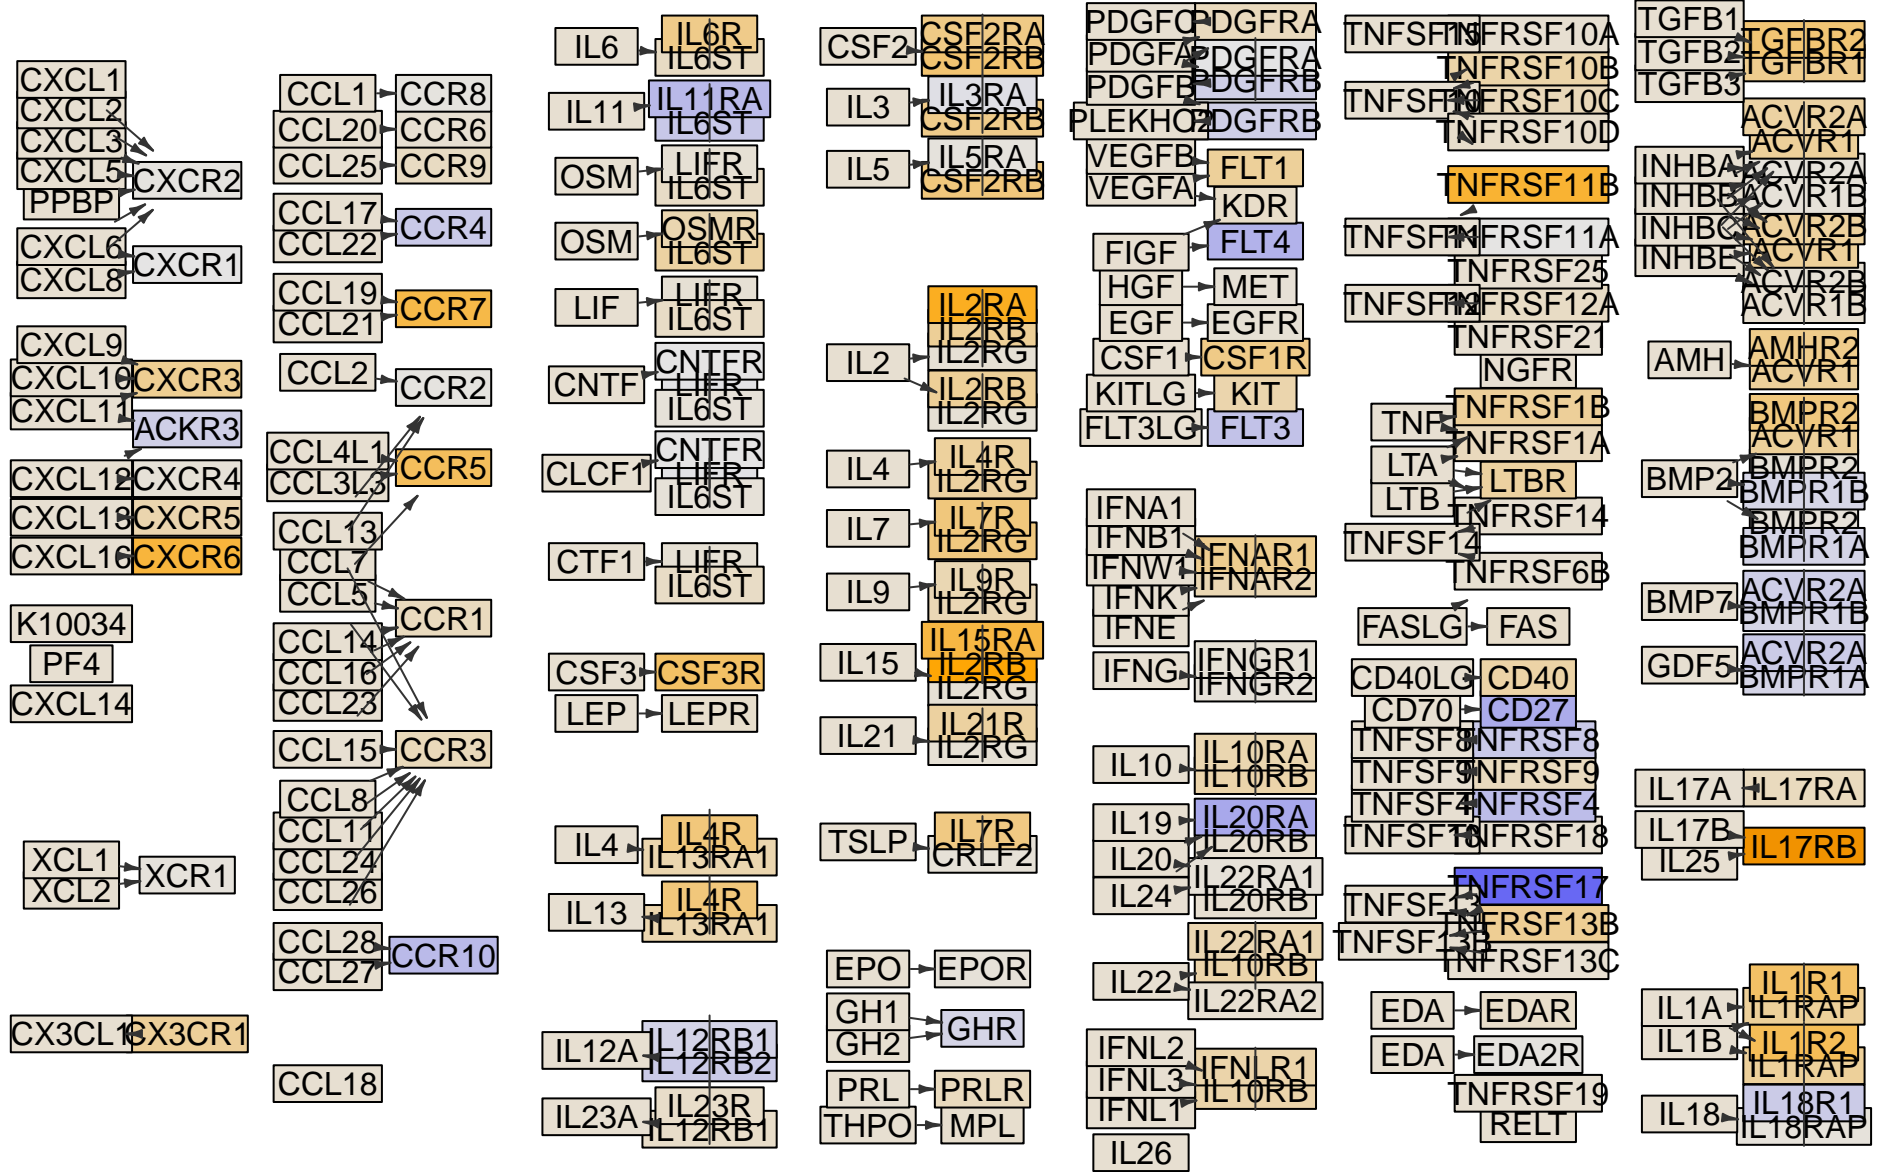 CXCL1
CXCL2
CXCL3
CXCL5
PPBP
CXCL6
CXCL8
CXCR2
CXCR1
CXCL9
CXCL10
CXCL11
CXCR3
ACKR3
CXCL12
CXCR4
CXCL13
CXCR5
CXCL16
CXCR6
K10034
PF4
CXCL14
XCL1
XCL2
XCR1
CX3CL1
CX3CR1
CCL1
CCR8
CCL20
CCR6
CCL25
CCR9
CCL17
CCL22
CCR4
CCL19
CCL21
CCR7
CCL2
CCR2
CCL4L1
CCL3L3
CCR5
CCL13
CCL7
CCL5
CCR1
CCL14
CCL16
CCL23
CCL15
CCR3
CCL8
CCL11
CCL24
CCL26
CCL28
CCL27
CCR10
CCL18
IL6
IL6R
IL6ST
IL11
IL11RA
IL6ST
OSM
LIFR
IL6ST
OSM
OSMR
IL6ST
LIF
LIFR
IL6ST
CNTF
CNTFR
LIFR
IL6ST
CLCF1
CNTFR
LIFR
IL6ST
CTF1
LIFR
IL6ST
CSF3
CSF3R
LEP
LEPR
IL4
IL4R
IL13RA1
IL13
IL4R
IL13RA1
IL12A
IL12RB1
IL12RB2
IL23A
IL23R
IL12RB1
CSF2
CSF2RA
CSF2RB
IL3
IL3RA
CSF2RB
IL5
IL5RA
CSF2RB
IL2
IL2RA
IL2RB
IL2RG
IL2RB
IL2RG
IL4
IL4R
IL2RG
IL7
IL7R
IL2RG
IL9
IL9R
IL2RG
IL15
IL15RA
IL2RB
IL2RG
IL21
IL21R
IL2RG
TSLP
IL7R
CRLF2
EPO
EPOR
GH1
GH2
GHR
PRL
PRLR
THPO
MPL
PDGFC
PDGFRA
PDGFA
PDGFRA
PDGFB
PDGFRB
PLEKHO2
PDGFRB
VEGFB
VEGFA
FLT1
KDR
FIGF
FLT4
HGF
MET
EGF
EGFR
CSF1
CSF1R
KITLG
KIT
FLT3LG
FLT3
IFNA1
IFNB1
IFNW1
IFNK
IFNE
IFNAR1
IFNAR2
IFNG
IFNGR1
IFNGR2
IL10
IL10RA
IL10RB
IL19
IL20
IL24
IL20RA
IL20RB
IL22RA1
IL20RB
IL22
IL22RA1
IL10RB
IL22RA2
IFNL2
IFNL3
IFNL1
IFNLR1
IL10RB
IL26
TNFSF15
TNFRSF10A
TNFRSF10B
TNFSF10
TNFRSF10C
TNFRSF10D
TNFRSF11B
TNFSF11
TNFRSF11A
TNFRSF25
TNFSF12
TNFRSF12A
TNFRSF21
NGFR
TNF
TNFRSF1B
TNFRSF1A
LTA
LTB
LTBR
TNFRSF14
TNFSF14
TNFRSF6B
FASLG
FAS
CD40LG
CD40
CD70
CD27
TNFSF8
TNFRSF8
TNFSF9
TNFRSF9
TNFSF4
TNFRSF4
TNFSF18
TNFRSF18
TNFRSF17
TNFSF13
TNFRSF13B
TNFSF13B
TNFRSF13C
EDA
EDAR
EDA
EDA2R
TNFRSF19
RELT
TGFB1
TGFB2
TGFB3
TGFBR2
TGFBR1
INHBA
INHBB
INHBC
INHBE
ACVR2A
ACVR1
ACVR2A
ACVR1B
ACVR2B
ACVR1
ACVR2B
ACVR1B
AMH
AMHR2
ACVR1
BMP2
BMPR2
ACVR1
BMPR2
BMPR1B
BMPR2
BMPR1A
BMP7
ACVR2A
BMPR1B
GDF5
ACVR2A
BMPR1A
IL17A
IL17RA
IL17B
IL25
IL17RB
IL1A
IL1B
IL1R1
IL1RAP
IL1R2
IL1RAP
IL18
IL18R1
IL18RAP